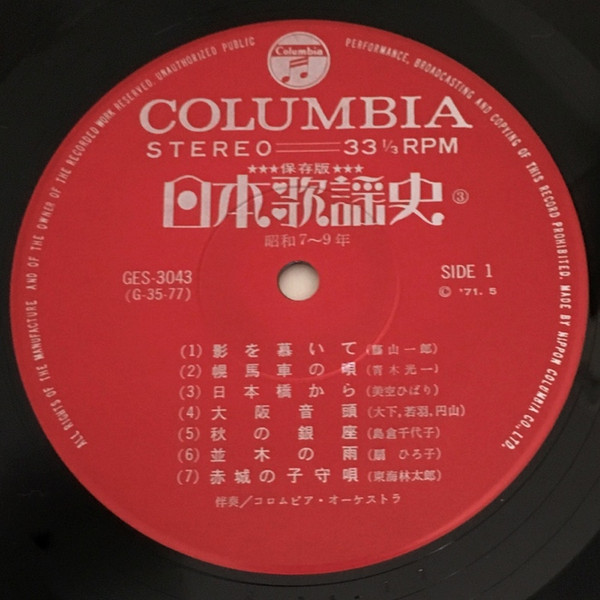 ALL RIGHTS OF THE MANUFACTURE AND OF THE OWNER OF THE RECORDED WORK RESERVED. UNAUTHORIZED PUBLIC PERFORMANCE, BROADCASTING AND COPYING OF THIS RECORD PROHIBITED. MADE BY NIPPON COLUMBIA CO., LTD.
Columbia
COLUMBIA
STEREO 33 1/3 RPM
★★★保存版★★★
日本歌謡史 ③
昭和7〜9年
GES-3043 SIDE 1
(G-35-77) © '71. 5
(1) 影を慕いて (藤山一郎)
(2) 幌馬車の唄 (青木光一)
(3) 日本橋から (美空ひばり)
(4) 大阪音頭 (大下,若羽,円山)
(5) 秋の銀座 (島倉千代子)
(6) 並木の雨 (扇ひろ子)
(7) 赤城の子守唄 (東海林太郎)
伴奏/コロムビア・オーケストラ